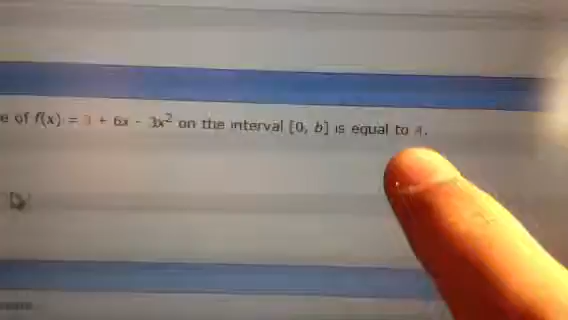 e of f(x) = 3 + 6x - 3x² on the interval [0, b] is equal to 4.